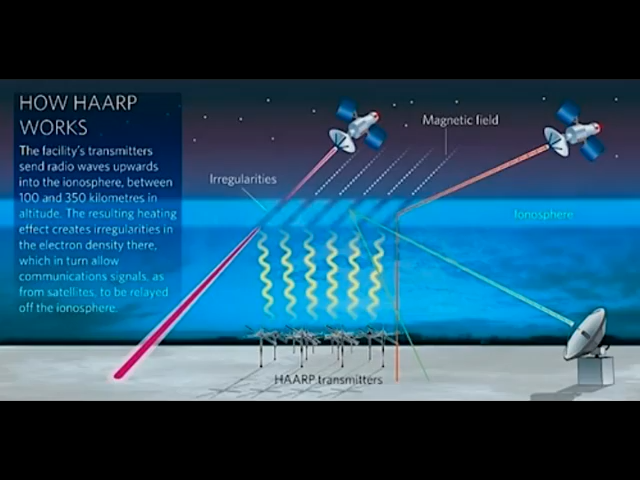 HOW HAARP
WORKS
The facility's transmitters
send radio waves upwards
into the ionosphere, between
100 and 350 kilometres in
altitude. The resulting heating
effect creates irregularities in
the electron density there,
which in turn allow
communications signals, as
from satellites, to be relayed
off the ionosphere.
Magnetic field
Irregularities
Ionosphere
HAARP transmitters